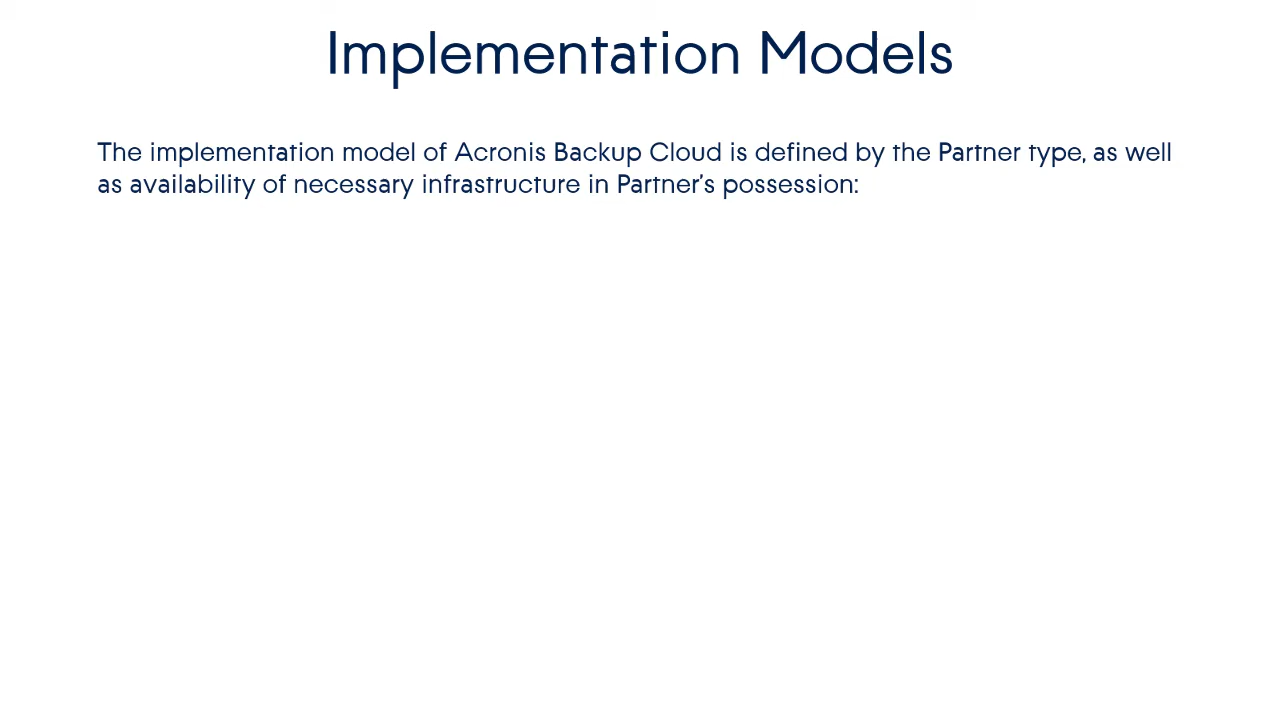 Implementation Models
The implementation model of Acronis Backup Cloud is defined by the Partner type, as well
as availability of necessary infrastructure in Partner’s possession: